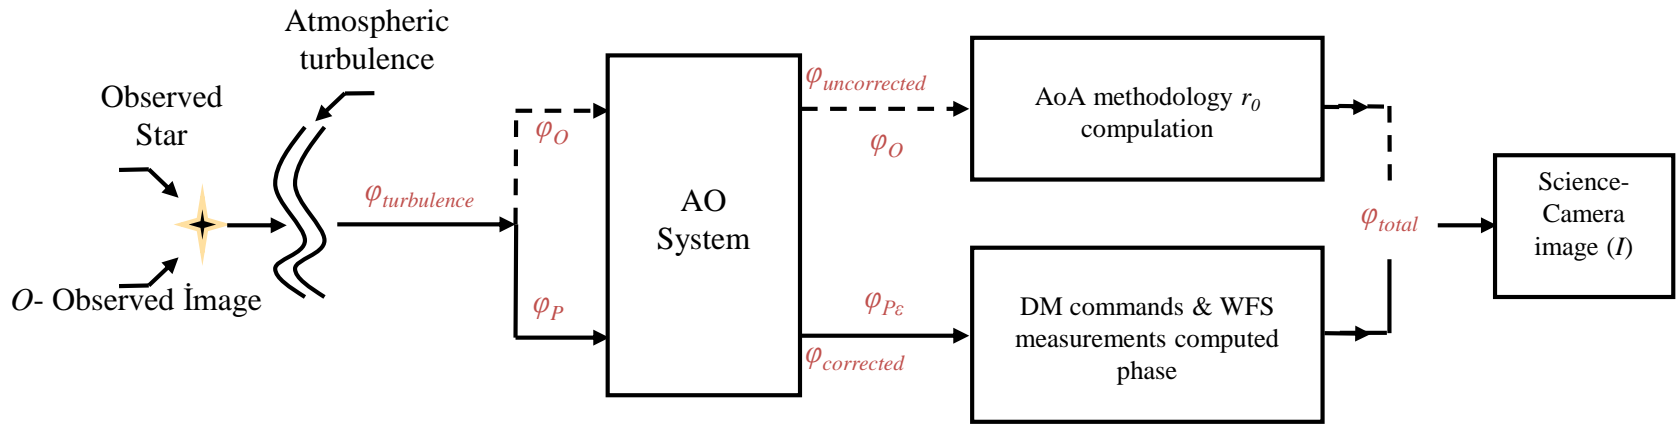 Atmospheric
turbulence
Observed
Star
O- Observed İmage
φturbulence
φO
φP
AO
System
φuncorrected
φO
φPε
φcorrected
AoA methodology r0
compulation
DM commands & WFS
measurements computed
phase
φtotal
Science-
Camera
image (I)